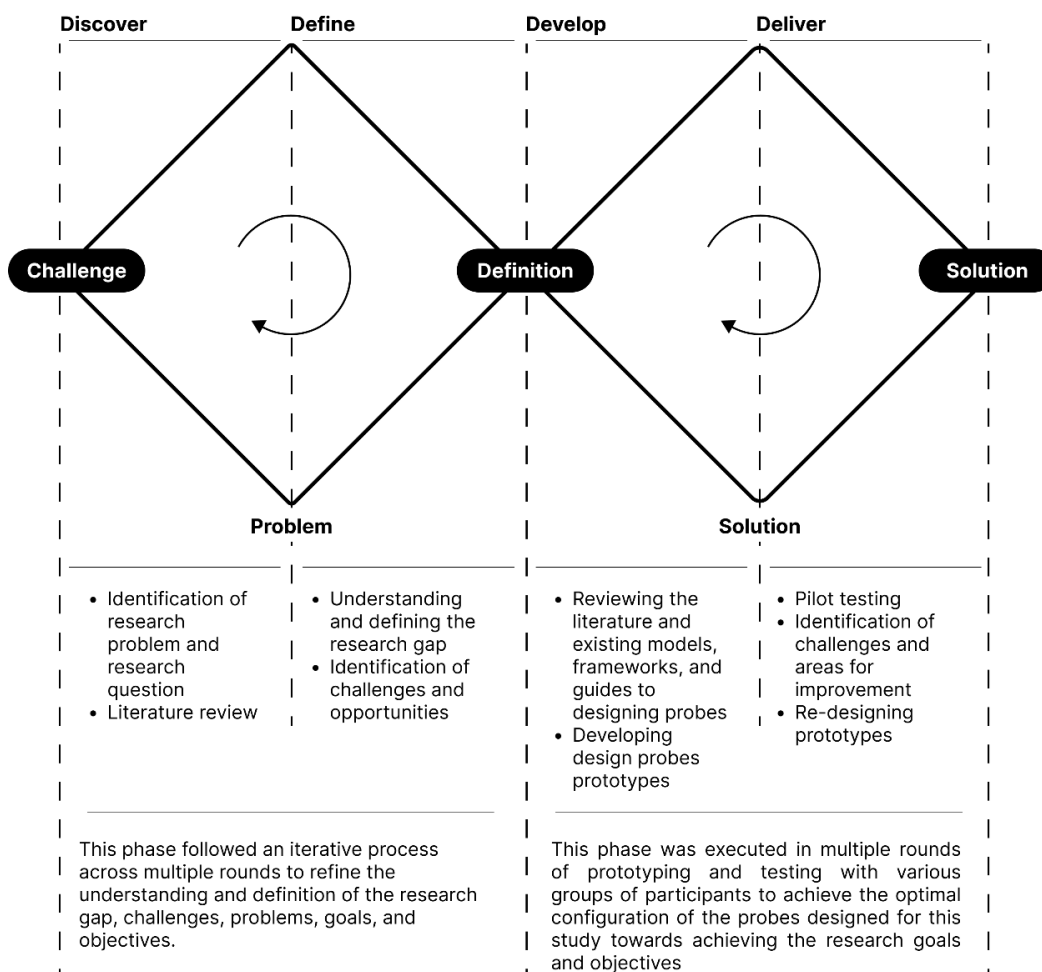 Discover
Define
Develop
Deliver
Challenge
Definition
Solution
Problem
Solution
• Identification of
research
problem and
research
question
• Literature review
• Understanding
and defining the
research gap
• Identification of
challenges and
opportunities
• Reviewing the
literature and
existing models,
frameworks, and
guides to
designing probes
• Developing
design probes
prototypes
• Pilot testing
• Identification of
challenges and
areas for
improvement
• Re-designing
prototypes
This phase followed an iterative process
across multiple rounds to refine the
understanding and definition of the research
gap, challenges, problems, goals, and
objectives.
This phase was executed in multiple rounds
of prototyping and testing with various
groups of participants to achieve the optimal
configuration of the probes designed for this
study towards achieving the research goals
and objectives